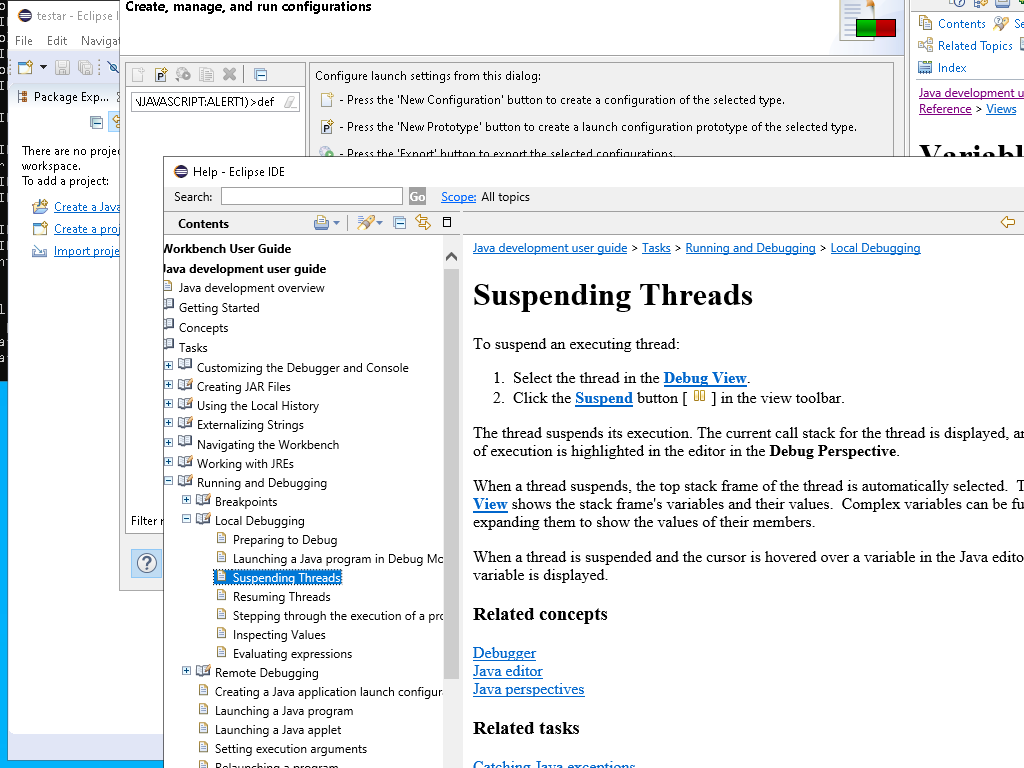 testar - Eclipse I
File Edit Navigat
Package Exp...
There are no projec
workspace.
To add a project:
Create a Java
Create a proj
Import proje
Create, manage, and run configurations
\JAVASCRIPT:ALERT1)>def
Filter r
Configure launch settings from this dialog:
- Press the 'New Configuration' button to create a configuration of the selected type.
- Press the 'New Prototype' button to create a launch configuration prototype of the selected type.
- Press the 'Export' button to export the selected configurations.
Contents Se
Related Topics
Index
Java development u
Reference > Views
Variabl
Help - Eclipse IDE
Search: Go Scope: All topics
Contents
Workbench User Guide
Java development user guide
Java development overview
Getting Started
Concepts
Tasks
Customizing the Debugger and Console
Creating JAR Files
Using the Local History
Externalizing Strings
Navigating the Workbench
Working with JREs
Running and Debugging
Breakpoints
Local Debugging
Preparing to Debug
Launching a Java program in Debug Mo
Suspending Threads
Resuming Threads
Stepping through the execution of a pro
Inspecting Values
Evaluating expressions
Remote Debugging
Creating a Java application launch configur
Launching a Java program
Launching a Java applet
Setting execution arguments
Relaunching a program
Java development user guide > Tasks > Running and Debugging > Local Debugging
Suspending Threads
To suspend an executing thread:
1. Select the thread in the Debug View.
2. Click the Suspend button [ ] in the view toolbar.
The thread suspends its execution. The current call stack for the thread is displayed, an
of execution is highlighted in the editor in the Debug Perspective.
When a thread suspends, the top stack frame of the thread is automatically selected. T
View shows the stack frame's variables and their values. Complex variables can be fu
expanding them to show the values of their members.
When a thread is suspended and the cursor is hovered over a variable in the Java edito
variable is displayed.
Related concepts
Debugger
Java editor
Java perspectives
Related tasks
Catching Java exceptions